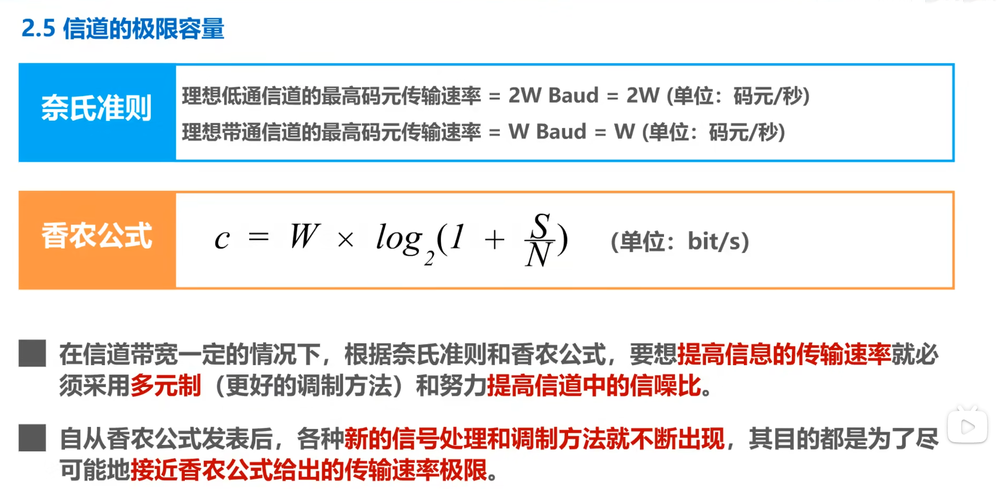 2.5 信道的极限容量
奈氏准则
理想低通信道的最高码元传输速率 = 2W Baud = 2W (单位：码元/秒)
理想带通信道的最高码元传输速率 = W Baud = W (单位：码元/秒)
香农公式
c = W × log₂(1 + S/N) (单位：bit/s)
在信道带宽一定的情况下，根据奈氏准则和香农公式，要想提高信息的传输速率就必
须采用多元制（更好的调制方法）和努力提高信道中的信噪比。
自从香农公式发表后，各种新的信号处理和调制方法就不断出现，其目的都是为了尽
可能地接近香农公式给出的传输速率极限。